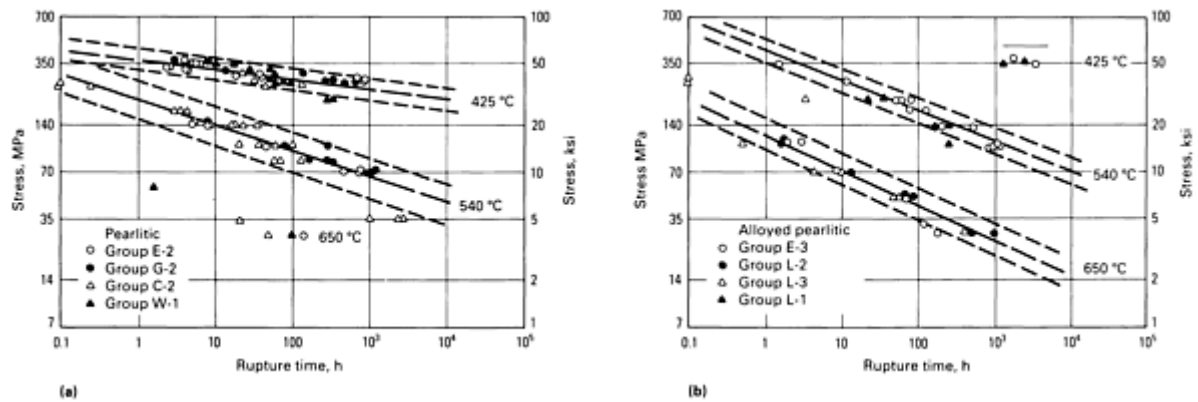 700
350
140
70
35
14
7
Stress, MPa
100
50
20
10
5
2
1
Stress, ksi
425 °C
540 °C
650 °C
Pearlitic
Group E-2
Group G-2
Group C-2
Group W-1
0.1 1 10 100 10³ 10⁴ 10⁵
Rupture time, h
(a)
700
350
140
70
35
14
7
Stress, MPa
100
50
20
10
5
2
1
Stress, ksi
425 °C
540 °C
650 °C
Alloyed pearlitic
Group E-3
Group L-2
Group L-3
Group L-1
0.1 1 10 100 10³ 10⁴ 10⁵
Rupture time, h
(b)